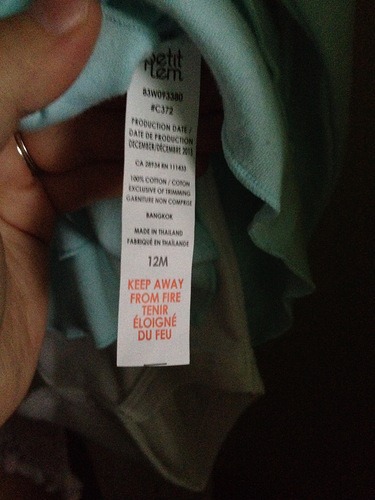 petit
lem
83W093380
#C372
PRODUCTION DATE /
DATE DE PRODUCTION
DECEMBER/DÉCEMBRE 2013
CA 28934 RN 111433
100% COTTON / COTON
EXCLUSIVE OF TRIMMING
GARNITURE NON COMPRISE
BANGKOK
MADE IN THAILAND
FABRIQUÉ EN THAÏLANDE
12M
KEEP AWAY
FROM FIRE
TENIR
ÉLOIGNÉ
DU FEU